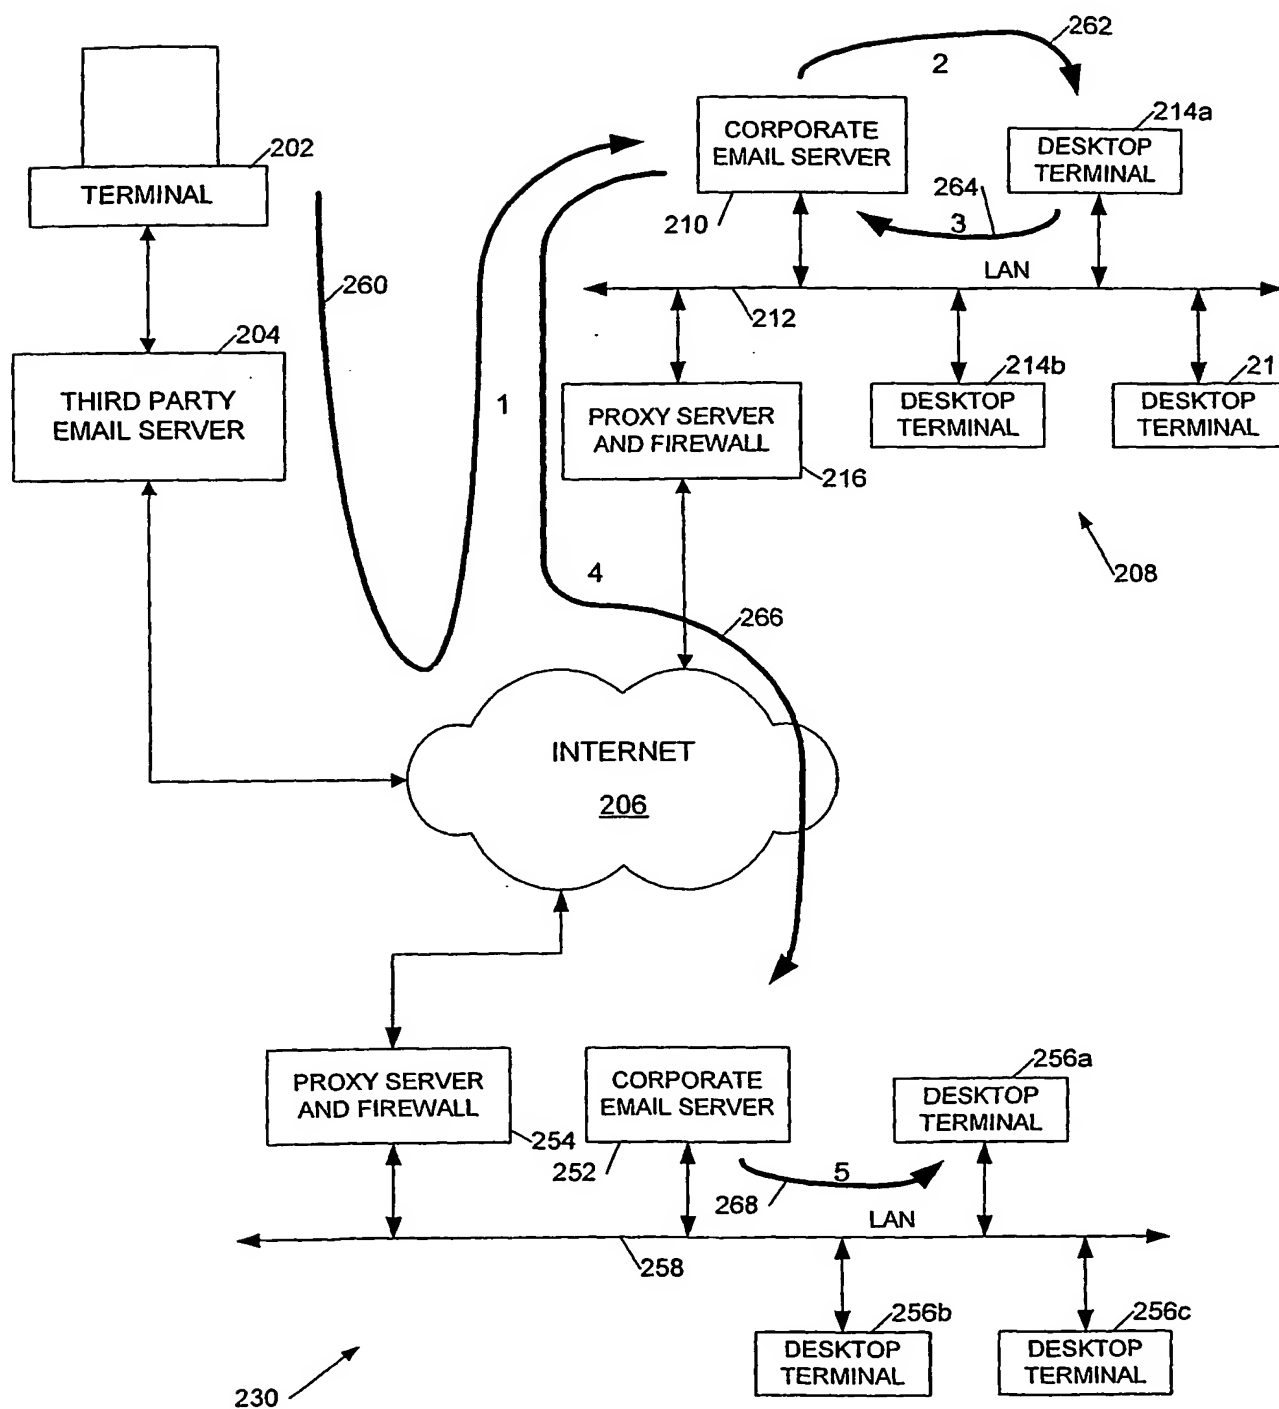 262
2
CORPORATE
EMAIL SERVER
210
214a
DESKTOP
TERMINAL
264
3
202
TERMINAL
260
LAN
212
204
THIRD PARTY
EMAIL SERVER
1
PROXY SERVER
AND FIREWALL
216
214b
DESKTOP
TERMINAL
21
DESKTOP
TERMINAL
208
4
266
INTERNET
206
PROXY SERVER
AND FIREWALL
254
CORPORATE
EMAIL SERVER
252
256a
DESKTOP
TERMINAL
5
268
LAN
258
256b
DESKTOP
TERMINAL
256c
DESKTOP
TERMINAL
230